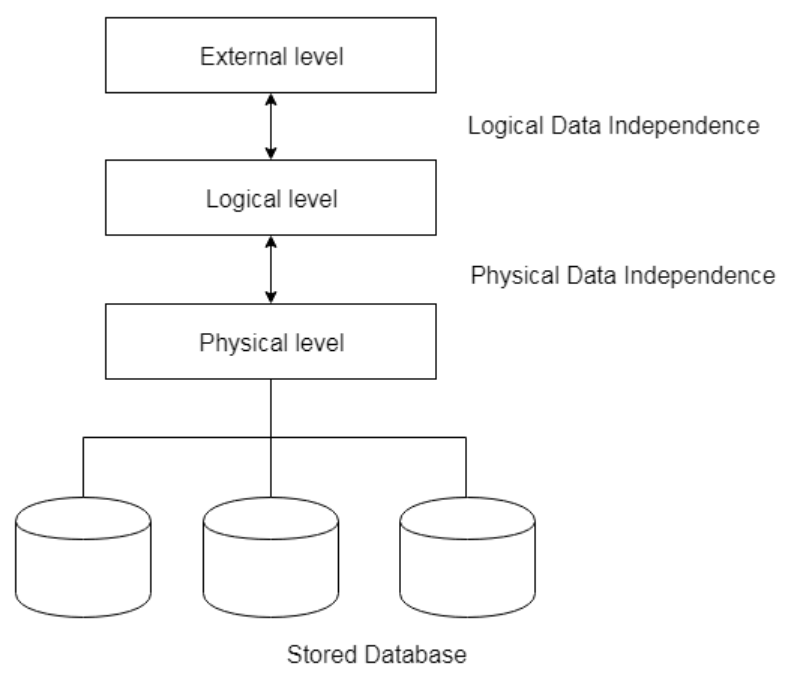 External level
Logical Data Independence
Logical level
Physical Data Independence
Physical level
Stored Database